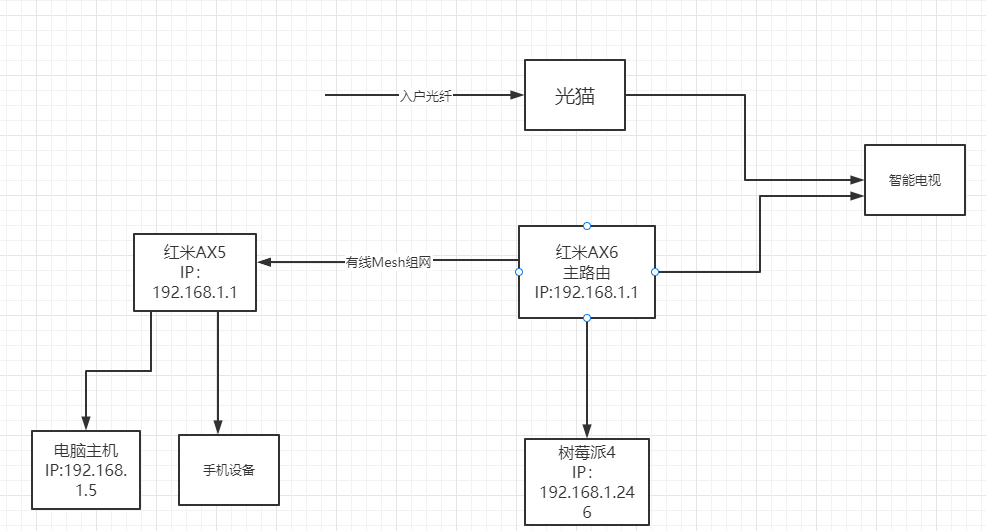 入户光纤
光猫
智能电视
红米AX5
IP：
192.168.1.1
有线Mesh组网
红米AX6
主路由
IP:192.168.1.1
电脑主机
IP:192.168.
1.5
手机设备
树莓派4
IP：
192.168.1.24
6